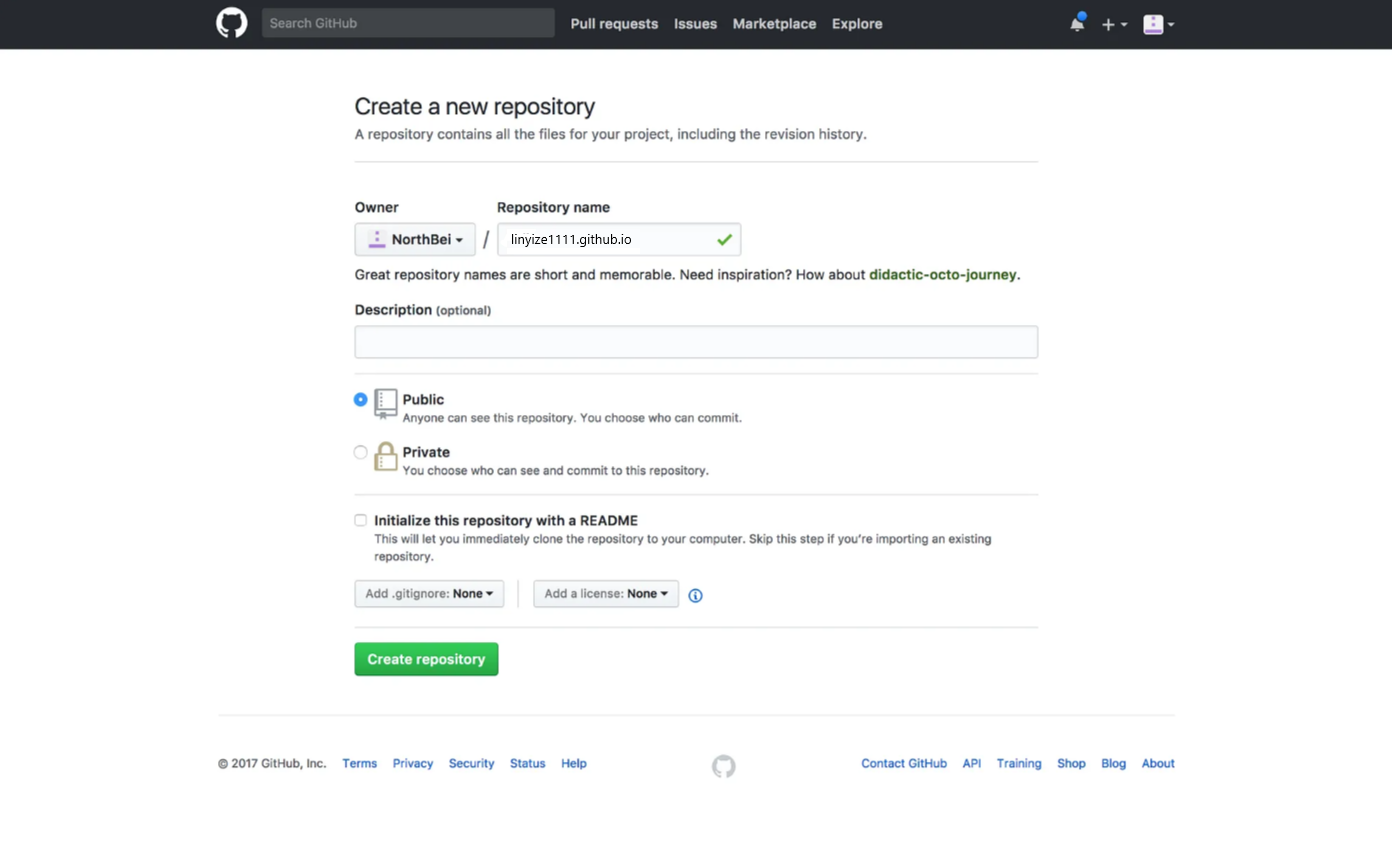 Search GitHub Pull requests Issues Marketplace Explore
Create a new repository
A repository contains all the files for your project, including the revision history.
Owner Repository name
NorthBei / linyize1111.github.io
Great repository names are short and memorable. Need inspiration? How about didactic-octo-journey.
Description (optional)
Public
Anyone can see this repository. You choose who can commit.
Private
You choose who can see and commit to this repository.
Initialize this repository with a README
This will let you immediately clone the repository to your computer. Skip this step if you're importing an existing
repository.
Add .gitignore: None Add a license: None
Create repository
© 2017 GitHub, Inc. Terms Privacy Security Status Help Contact GitHub API Training Shop Blog About